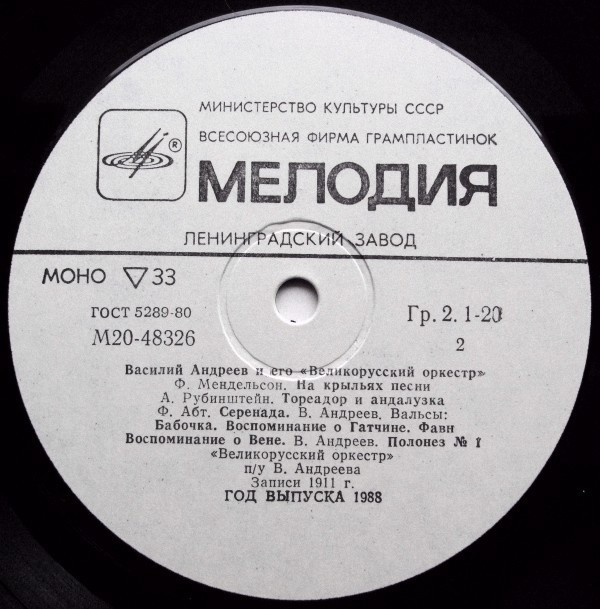 МИНИСТЕРСТВО КУЛЬТУРЫ СССР
ВСЕСОЮЗНАЯ ФИРМА ГРАМПЛАСТИНОК
®
МЕЛОДИЯ
ЛЕНИНГРАДСКИЙ ЗАВОД
МОНО ▽ 33
ГОСТ 5289-80
М20-48326
Гр. 2. 1-20
2
Василий Андреев и его «Великорусский оркестр»
Ф. Мендельсон. На крыльях песни
А. Рубинштейн. Тореадор и андалузка
Ф. Абт. Серенада. В. Андреев. Вальсы:
Бабочка. Воспоминание о Гатчине. Фавн
Воспоминание о Вене. В. Андреев. Полонез № 1
«Великорусский оркестр»
п/у В. Андреева
Записи 1911 г.
ГОД ВЫПУСКА 1988